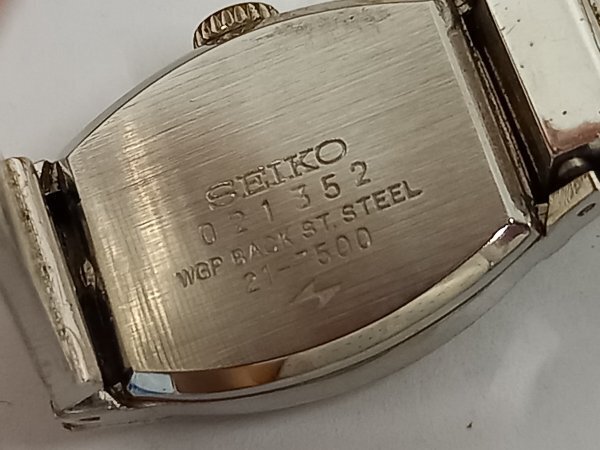 SEIKO
021352
WGP BACK ST. STEEL
21-7500